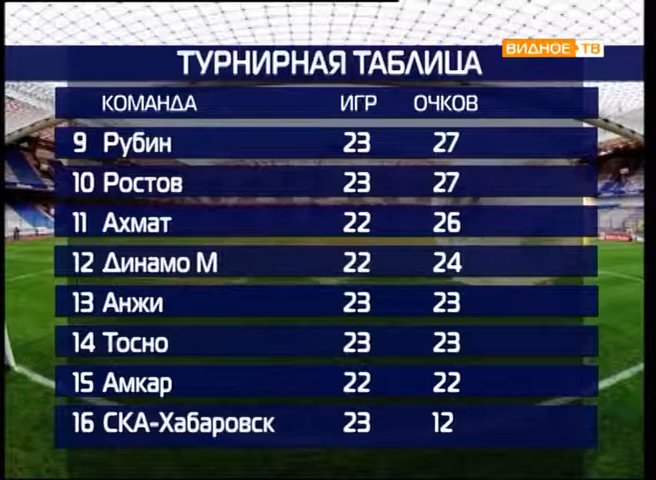 ВИДНОЕ ТВ
ТУРНИРНАЯ ТАБЛИЦА
КОМАНДА ИГР ОЧКОВ
9 Рубин 23 27
10 Ростов 23 27
11 Ахмат 22 26
12 Динамо М 22 24
13 Анжи 23 23
14 Тосно 23 23
15 Амкар 22 22
16 СКА-Хабаровск 23 12